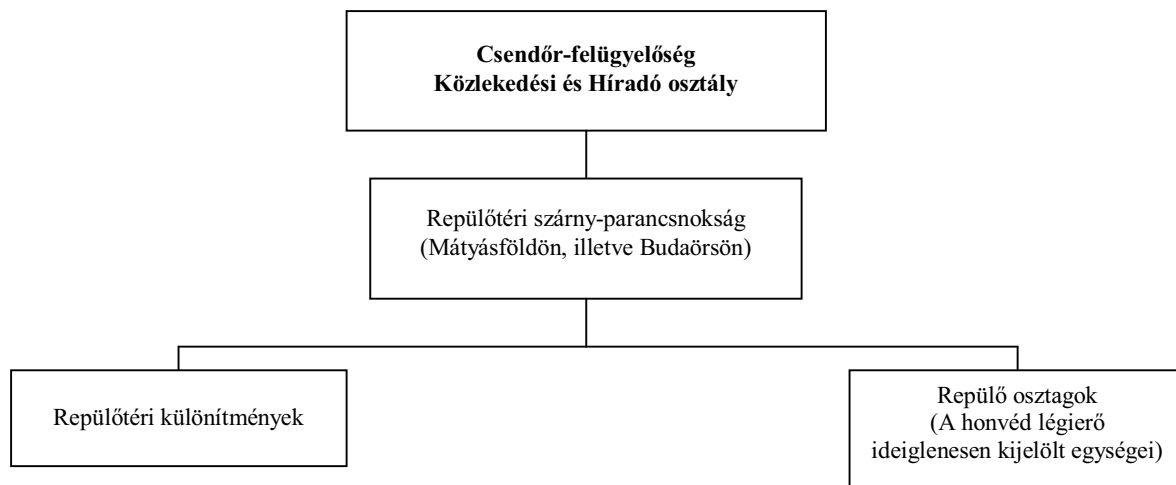 Csendőr-felügyelőség
Közlekedési és Híradó osztály
Repülőtéri szárny-parancsnokság
(Mátyásföldön, illetve Budaörsön)
Repülőtéri különítmények
Repülő osztagok
(A honvéd légierő
ideiglenesen kijelölt egységei)